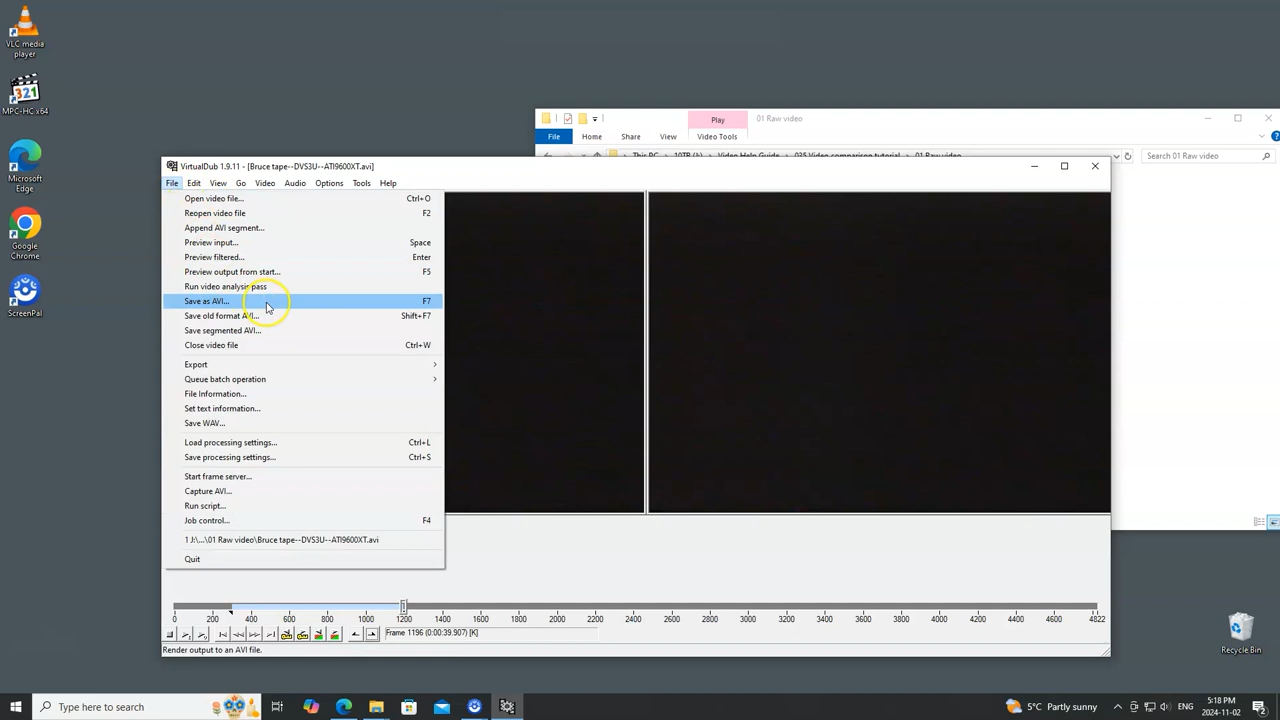 VLC media
player
MPC-HC x64
Microsoft
Edge
Google
Chrome
ScreenPal
Recycle Bin
Play
01 Raw video
File
Home
Share
View
Video Tools
Search 01 Raw video
VirtualDub 1.9.11 - [Bruce tape--DVS3U--ATI9600XT.avi]
File Edit View Go Video Audio Options Tools Help
Open video file... Ctrl+O
Reopen video file F2
Append AVI segment...
Preview input... Space
Preview filtered... Enter
Preview output from start... F5
Run video analysis pass
Save as AVI... F7
Save old format AVI... Shift+F7
Save segmented AVI...
Close video file Ctrl+W
Export
Queue batch operation
File Information...
Set text information...
Save WAV...
Load processing settings... Ctrl+L
Save processing settings... Ctrl+S
Start frame server...
Capture AVI...
Run script...
Job control... F4
1 J:\...\01 Raw video\Bruce tape--DVS3U--ATI9600XT.avi
Quit
0 200 400 600 800 1000 1200 1400 1600 1800 2000 2200 2400 2600 2800 3000 3200 3400 3600 3800 4000 4200 4400 4600 4822
Frame 1196 (0:00:39.907) [K]
Render output to an AVI file.
Type here to search
5°C Partly sunny
ENG
5:18 PM
2024-11-02
2